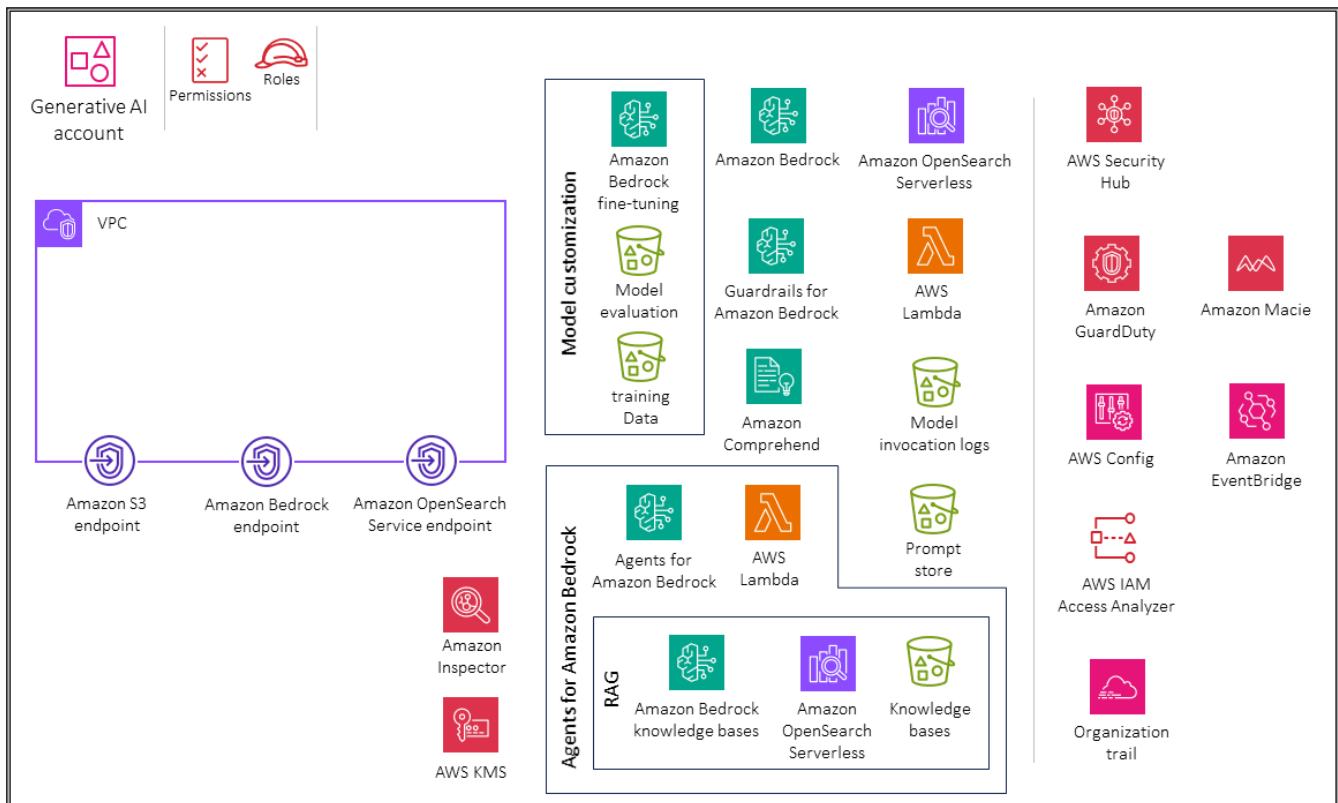 Generative AI
account
Permissions
Roles
VPC
Amazon S3
endpoint
Amazon Bedrock
endpoint
Amazon OpenSearch
Service endpoint
Amazon
Inspector
AWS KMS
Model customization
Amazon
Bedrock
fine-tuning
Model
evaluation
training
Data
Amazon Bedrock
Amazon OpenSearch
Serverless
Guardrails for
Amazon Bedrock
AWS
Lambda
Amazon
Comprehend
Model
invocation logs
Prompt
store
Agents for Amazon Bedrock
Agents for
Amazon Bedrock
AWS
Lambda
RAG
Amazon Bedrock
knowledge bases
Amazon
OpenSearch
Serverless
Knowledge
bases
AWS Security
Hub
Amazon
GuardDuty
Amazon Macie
AWS Config
Amazon
EventBridge
AWS IAM
Access Analyzer
Organization
trail